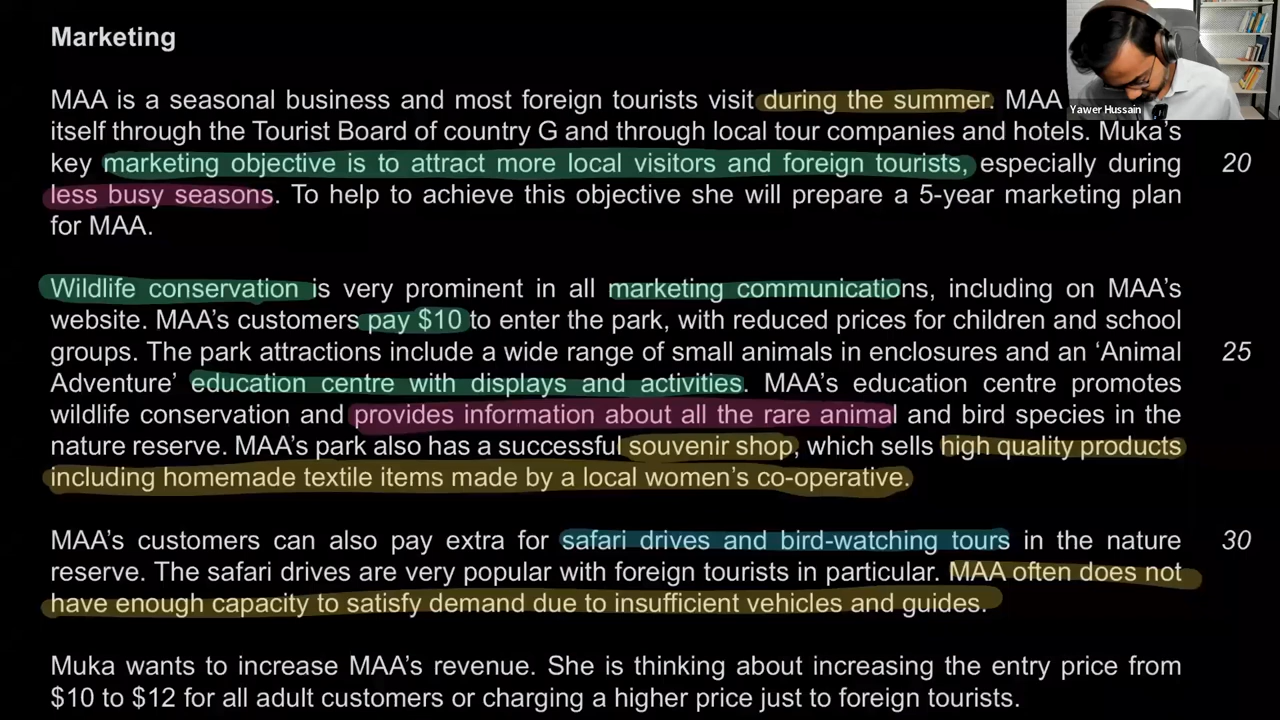 Marketing
MAA is a seasonal business and most foreign tourists visit during the summer. MAA
Yawer Hussain
itself through the Tourist Board of country G and through local tour companies and hotels. Muka's
key marketing objective is to attract more local visitors and foreign tourists, especially during 20
less busy seasons. To help to achieve this objective she will prepare a 5-year marketing plan
for MAA.
Wildlife conservation is very prominent in all marketing communications, including on MAA's
website. MAA's customers pay $10 to enter the park, with reduced prices for children and school
groups. The park attractions include a wide range of small animals in enclosures and an 'Animal 25
Adventure' education centre with displays and activities. MAA's education centre promotes
wildlife conservation and provides information about all the rare animal and bird species in the
nature reserve. MAA's park also has a successful souvenir shop, which sells high quality products
including homemade textile items made by a local women's co-operative.
MAA's customers can also pay extra for safari drives and bird-watching tours in the nature 30
reserve. The safari drives are very popular with foreign tourists in particular. MAA often does not
have enough capacity to satisfy demand due to insufficient vehicles and guides.
Muka wants to increase MAA's revenue. She is thinking about increasing the entry price from
$10 to $12 for all adult customers or charging a higher price just to foreign tourists.